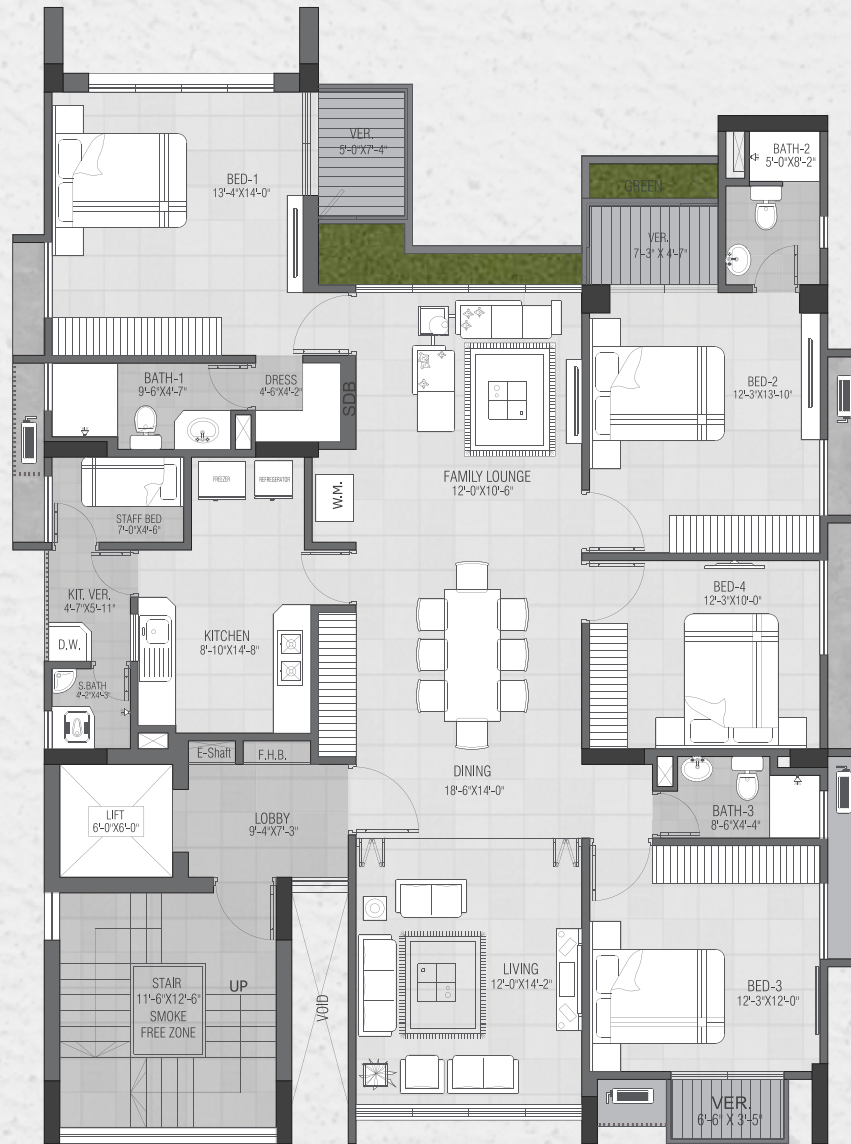 VER.
5'-0"X7'-4"
BED-1
13'-4"X14'-0"
BATH-2
5'-0"X8'-2"
GREEN
VER.
7'-3" X 4'-7"
BATH-1
9'-6"X4'-7"
DRESS
4'-6"X4'-2"
SDB
BED-2
12'-3"X13'-10"
FREEZER
REFREGERATOR
W.M.
FAMILY LOUNGE
12'-0"X10'-6"
STAFF BED
7'-0"X4'-6"
KIT. VER.
4'-7"X5'-11"
D.W.
KITCHEN
8'-10"X14'-8"
BED-4
12'-3"X10'-0"
S.BATH
4'-2"X4'-3"
E-Shaft
F.H.B.
DINING
18'-6"X14'-0"
LIFT
6'-0"X6'-0"
LOBBY
9'-4"X7'-3"
BATH-3
8'-6"X4'-4"
STAIR
11'-6"X12'-6"
SMOKE
FREE ZONE
UP
VOID
LIVING
12'-0"X14'-2"
BED-3
12'-3"X12'-0"
VER.
6'-6" X 3'-5"